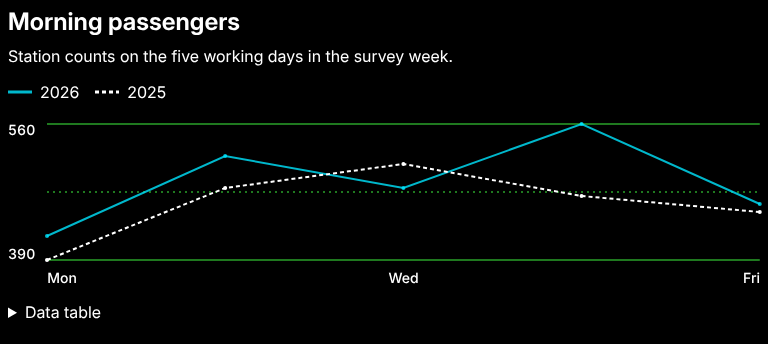 Morning passengers
Station counts on the five working days in the survey week.
2026 2025
560
390
Mon Wed Fri
Data table